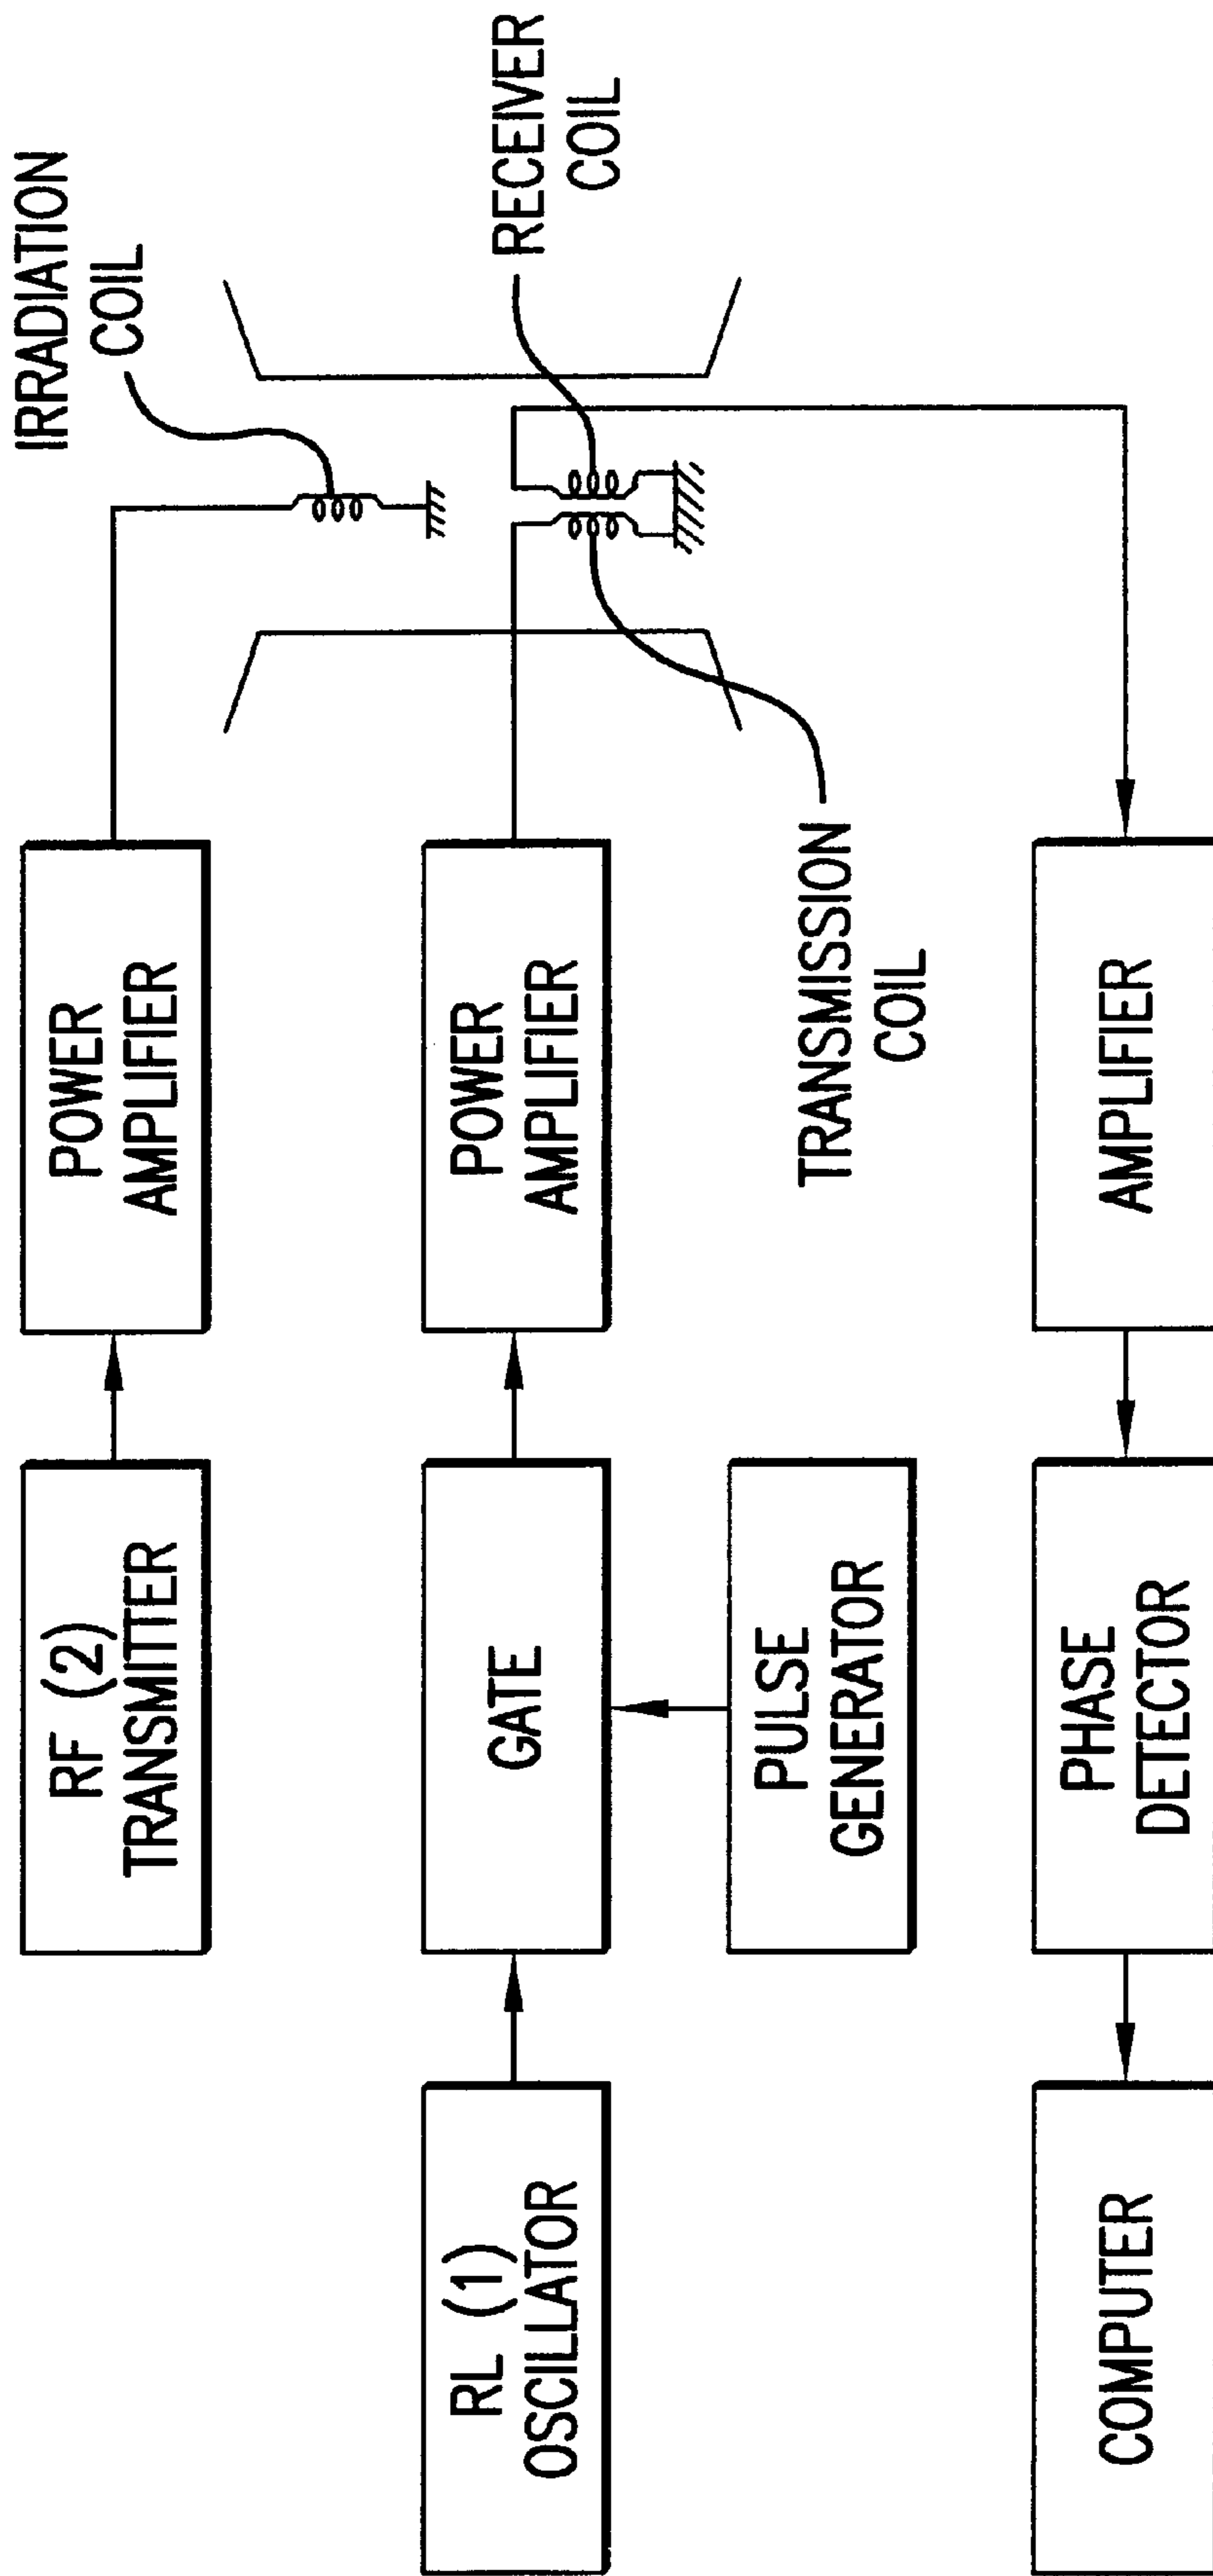 IRRADIATION
COIL
RECEIVER
COIL
POWER
AMPLIFIER
POWER
AMPLIFIER
TRANSMISSION
COIL
AMPLIFIER
RF (2)
TRANSMITTER
GATE
PULSE
GENERATOR
PHASE
DETECTOR
RL (1)
OSCILLATOR
COMPUTER